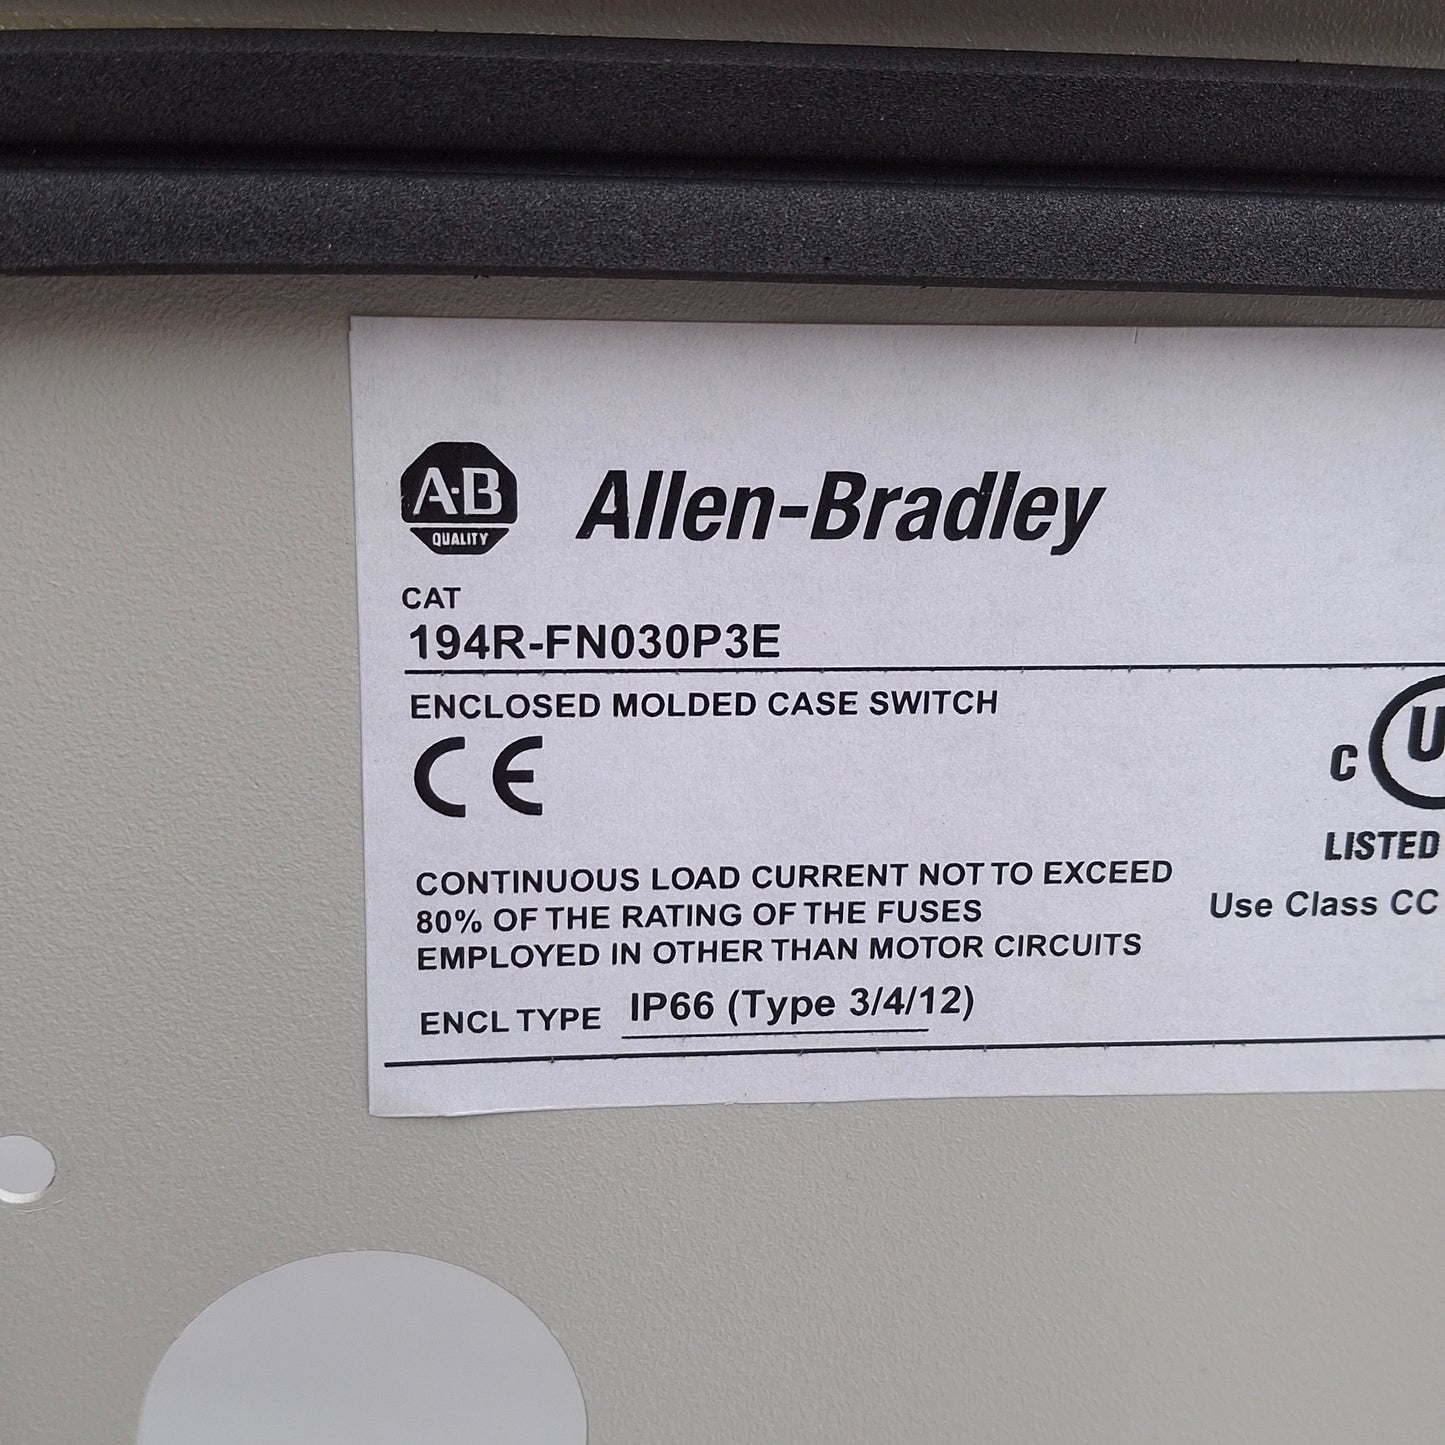 A·B
QUALITY
Allen-Bradley
CAT
194R-FN030P3E
ENCLOSED MOLDED CASE SWITCH
CE
C U
LISTED
CONTINUOUS LOAD CURRENT NOT TO EXCEED
80% OF THE RATING OF THE FUSES
EMPLOYED IN OTHER THAN MOTOR CIRCUITS
Use Class CC
ENCL TYPE IP66 (Type 3/4/12)